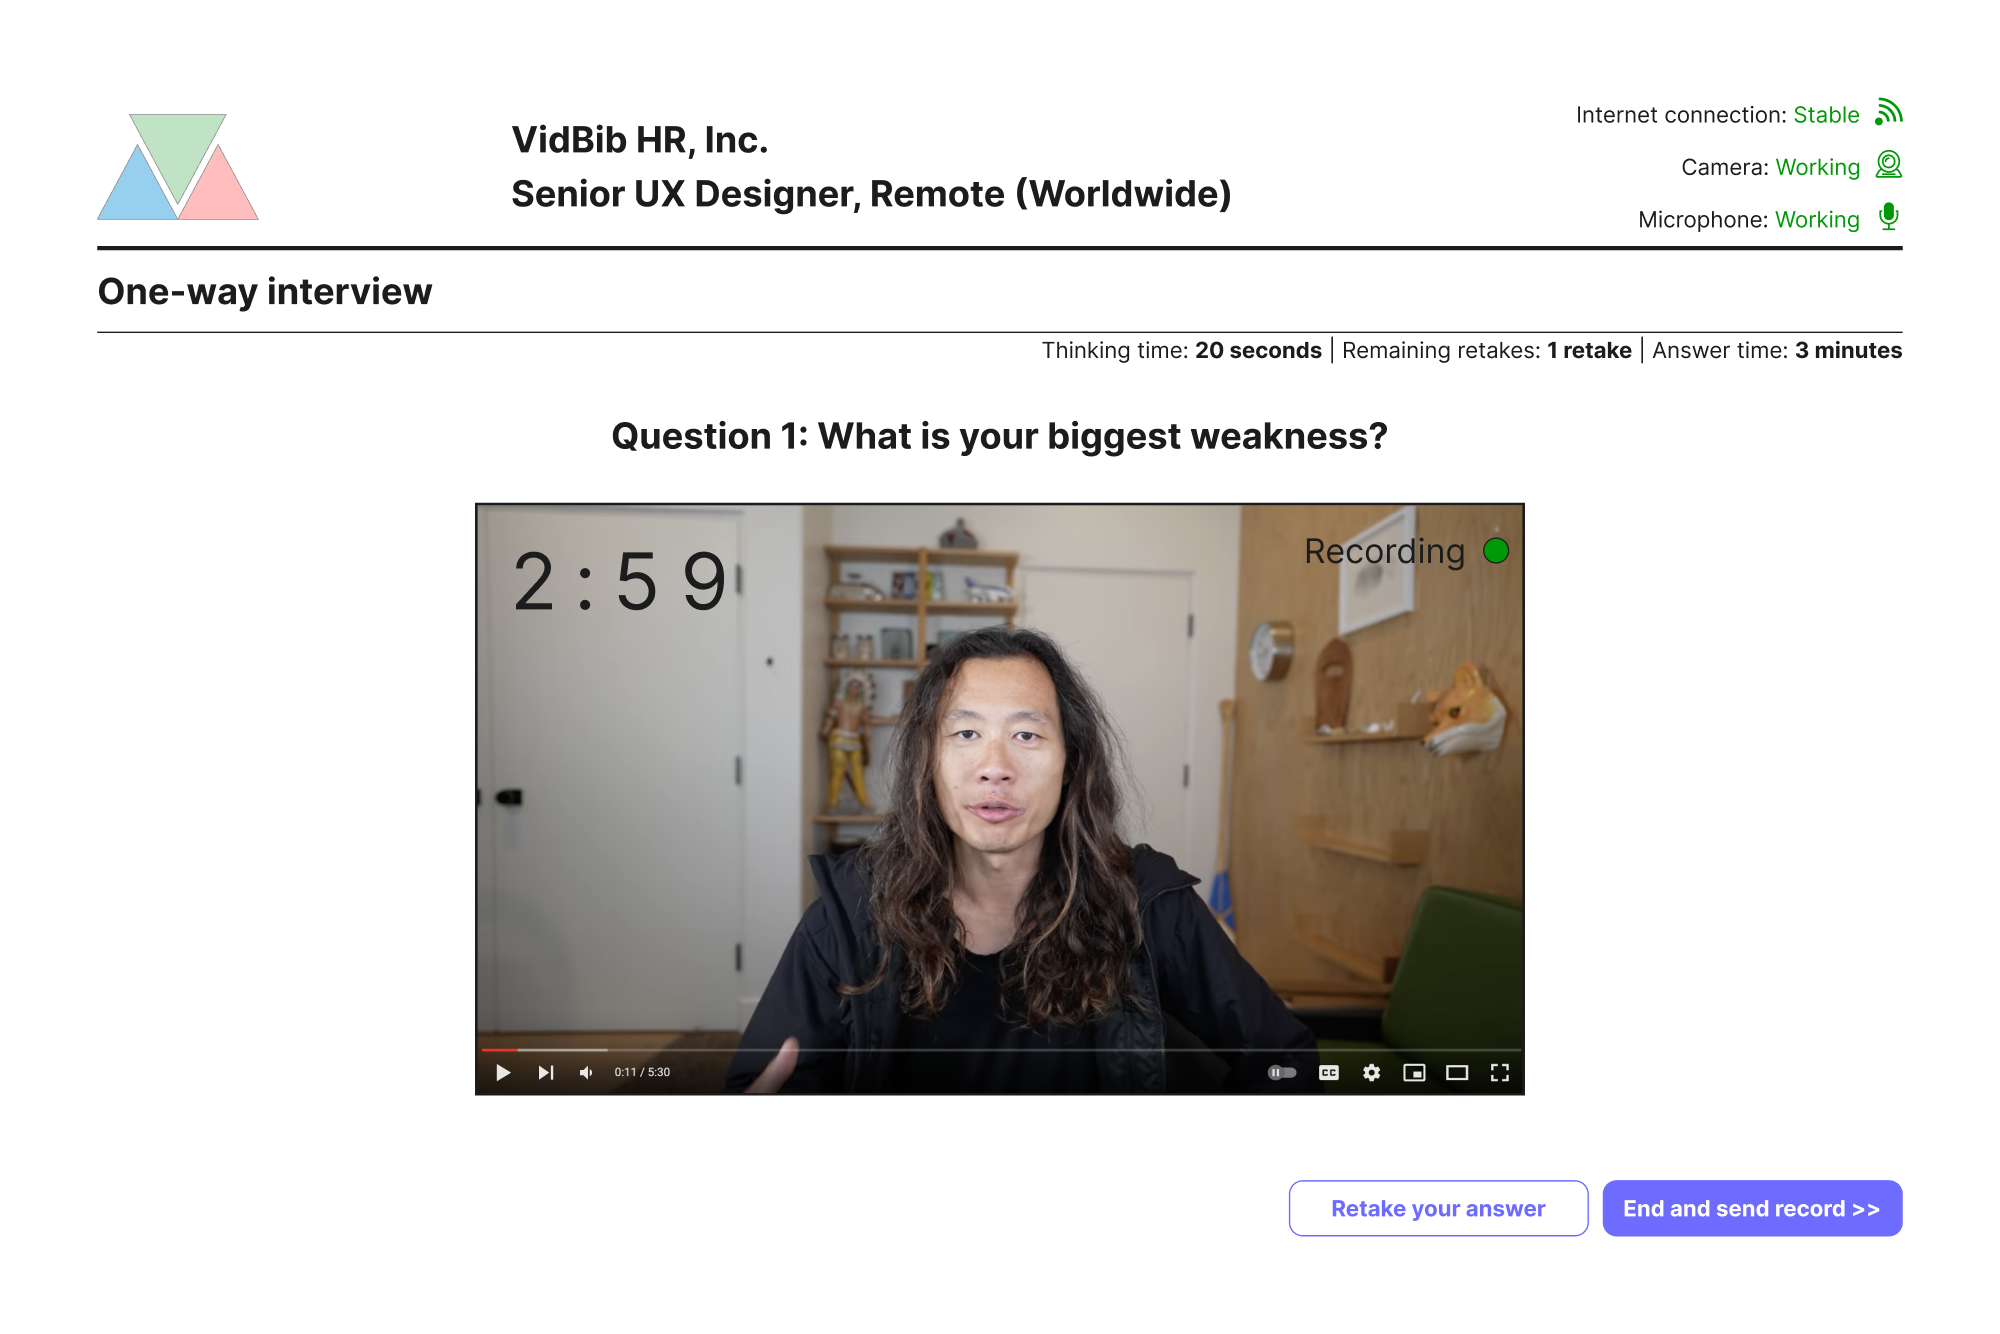 VidBib HR, Inc.
Senior UX Designer, Remote (Worldwide)
Internet connection: Stable
Camera: Working
Microphone: Working
One-way interview
Thinking time: 20 seconds | Remaining retakes: 1 retake | Answer time: 3 minutes
Question 1: What is your biggest weakness?
2:59
Recording
0:11 / 5:30
CC
Retake your answer
End and send record >>